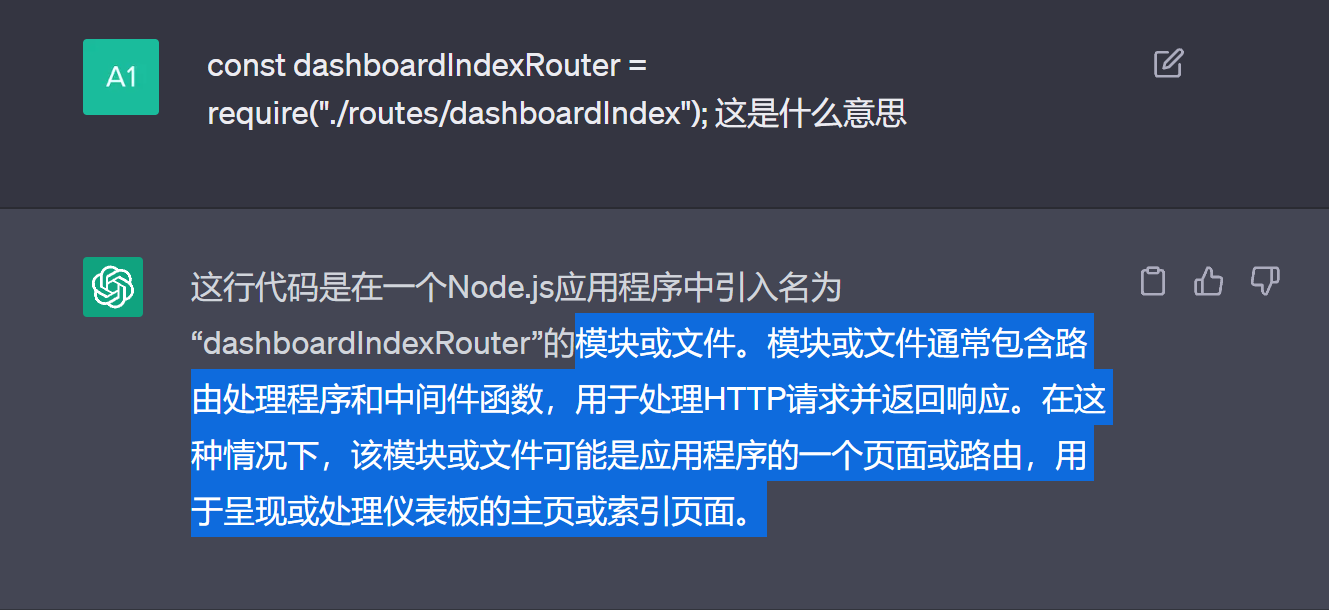 A1
const dashboardIndexRouter =
require("./routes/dashboardIndex"); 这是什么意思
这行代码是在一个Node.js应用程序中引入名为
“dashboardIndexRouter”的模块或文件。模块或文件通常包含路
由处理程序和中间件函数，用于处理HTTP请求并返回响应。在这
种情况下，该模块或文件可能是应用程序的一个页面或路由，用
于呈现或处理仪表板的主页或索引页面。